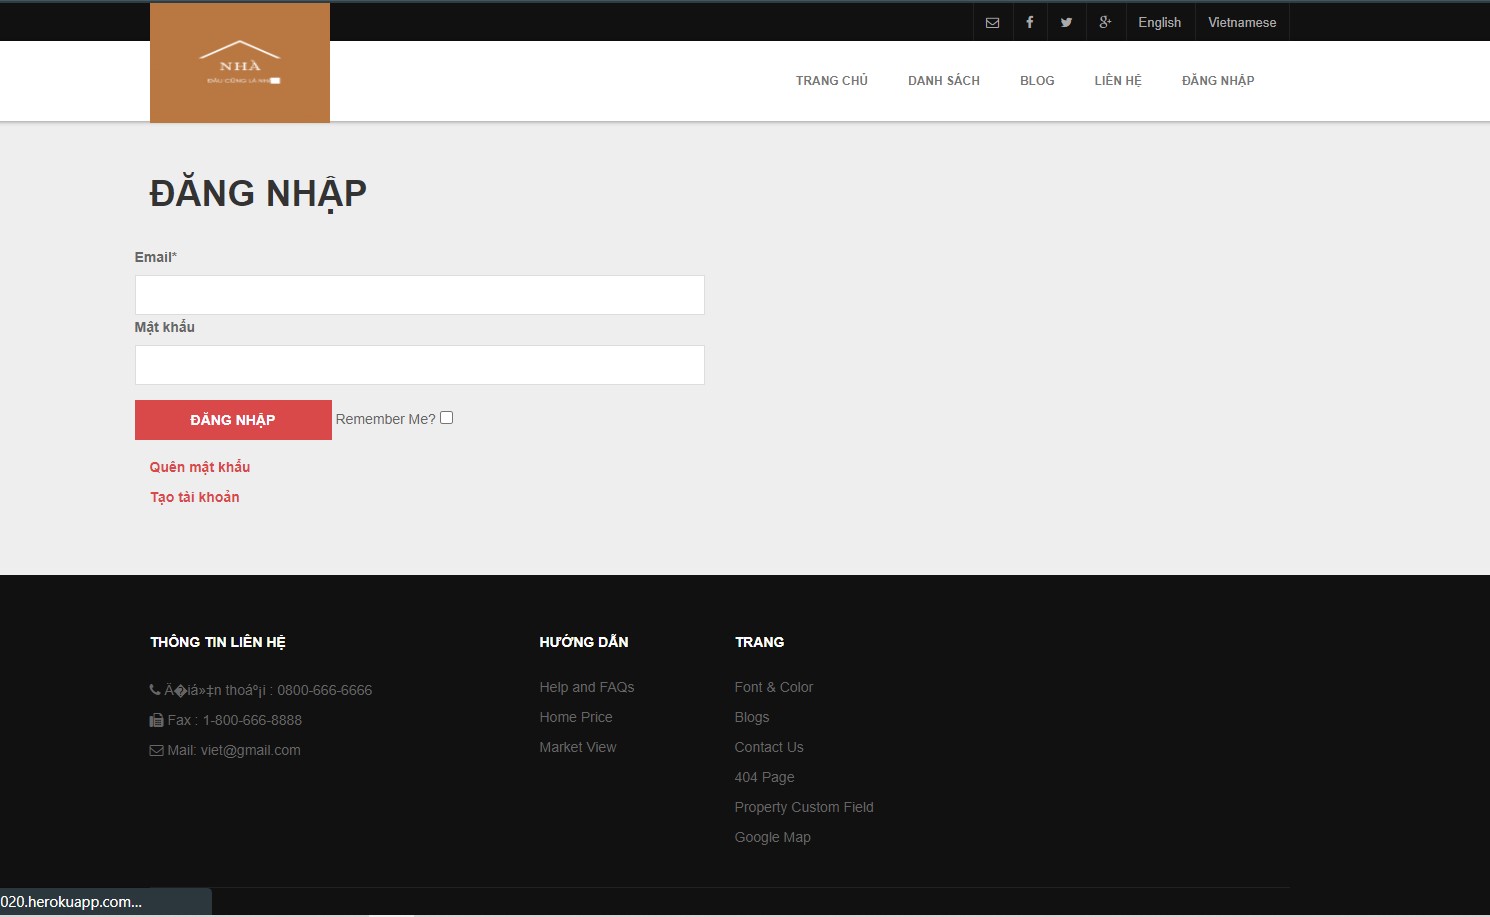 NHÀ
ĐÂU CŨNG LÀ NHÀ
English
Vietnamese
TRANG CHỦ
DANH SÁCH
BLOG
LIÊN HỆ
ĐĂNG NHẬP
ĐĂNG NHẬP
Email*
Mật khẩu
ĐĂNG NHẬP Remember Me?
Quên mật khẩu
Tạo tài khoản
THÔNG TIN LIÊN HỆ
Ä�iá»‡n thoáº¡i : 0800-666-6666
Fax : 1-800-666-8888
Mail: viet@gmail.com
HƯỚNG DẪN
Help and FAQs
Home Price
Market View
TRANG
Font & Color
Blogs
Contact Us
404 Page
Property Custom Field
Google Map
020.herokuapp.com...